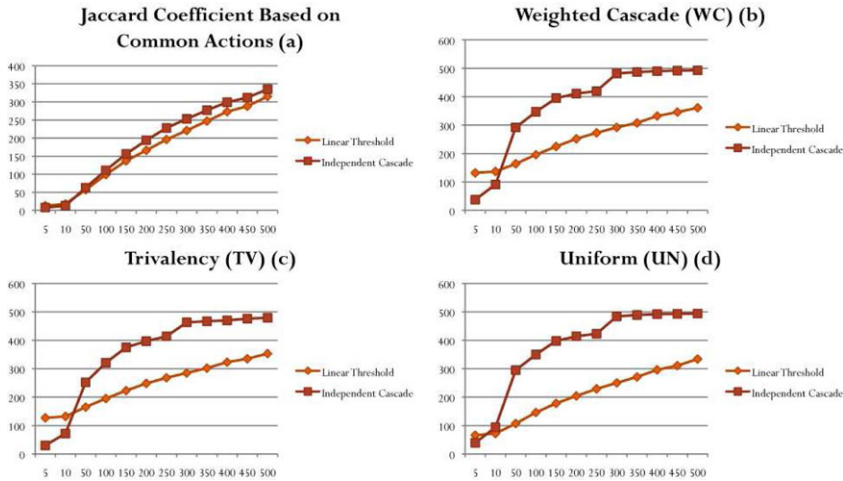 Jaccard Coefficient Based on
Common Actions (a)
400
350
300
250
200
150
100
50
0
5 10 50 100 150 200 250 300 350 400 450 500
Linear Threshold
Independent Cascade
Weighted Cascade (WC) (b)
600
500
400
300
200
100
0
5 10 50 100 150 200 250 300 350 400 450 500
Linear Threshold
Independent Cascade
Trivalency (TV) (c)
600
500
400
300
200
100
0
5 10 50 100 150 200 250 300 350 400 450 500
Linear Threshold
Independent Cascade
Uniform (UN) (d)
600
500
400
300
200
100
0
5 10 50 100 150 200 250 300 350 400 450 500
Linear Threshold
Independent Cascade